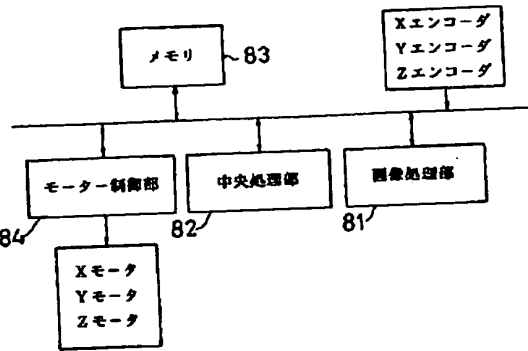 メモリ
83
Xエンコーダ
Yエンコーダ
Zエンコーダ
モーター制御部
84
中央処理部
82
画像処理部
81
Xモータ
Yモータ
Zモータ